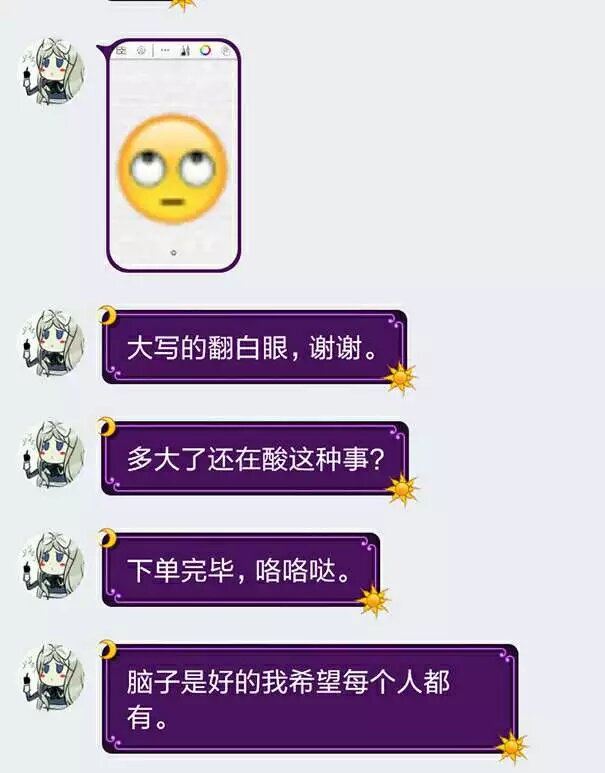 大写的翻白眼，谢谢。
多大了还在酸这种事？
下单完毕，咯咯哒。
脑子是好的我希望每个人都
有。